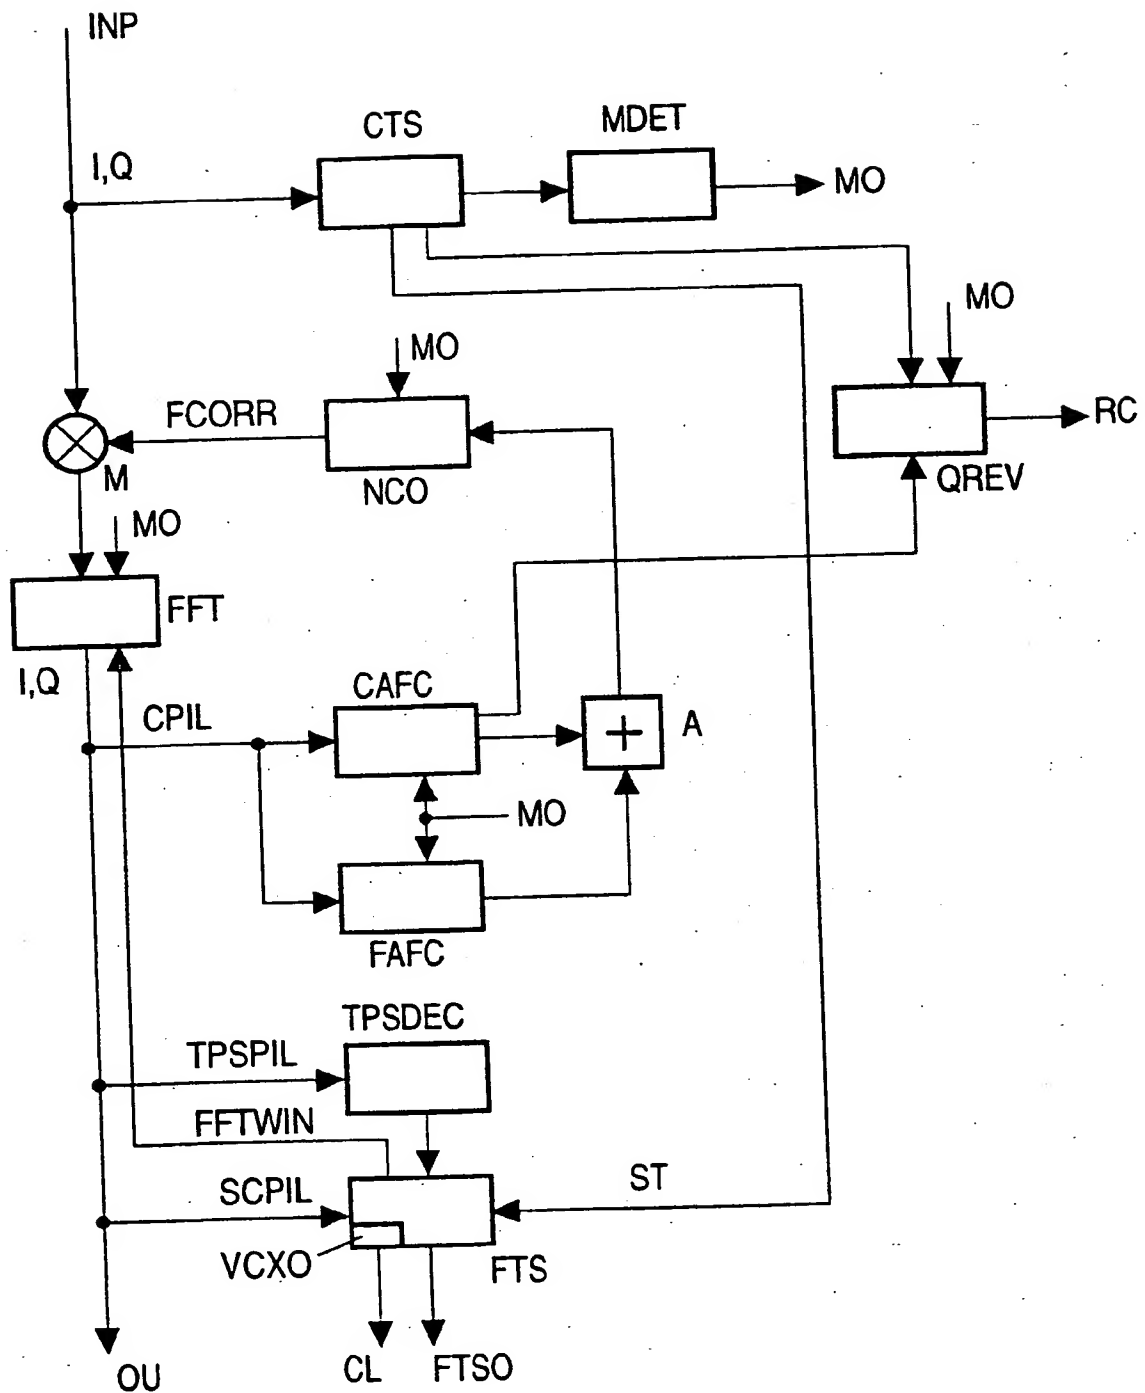 INP
CTS
MDET
I,Q
MO
MO
MO
FCORR
RC
M
NCO
QREV
MO
FFT
I,Q
CAFC
CPIL
+
A
MO
FAFC
TPSDEC
TPSPIL
FFTWIN
SCPIL
ST
VCXO
FTS
OU
CL
FTSO